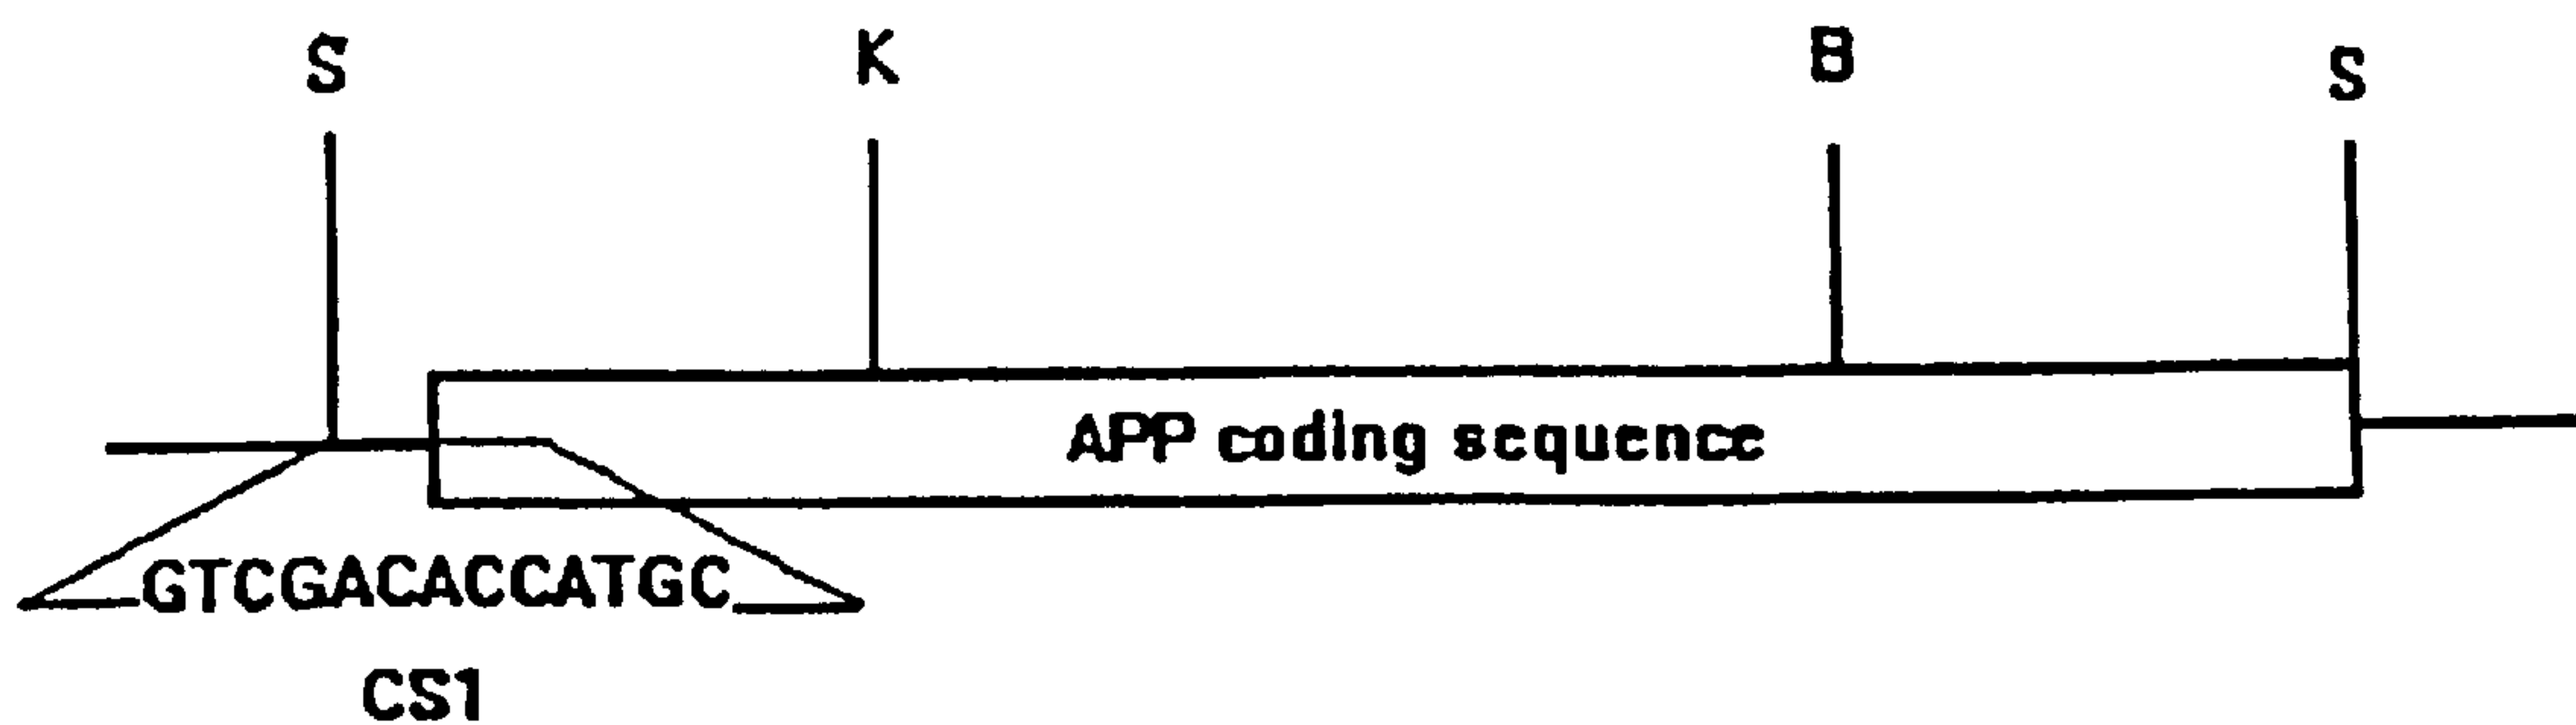 S K B S
APP coding sequence
GTCGACACCATGC
CS1